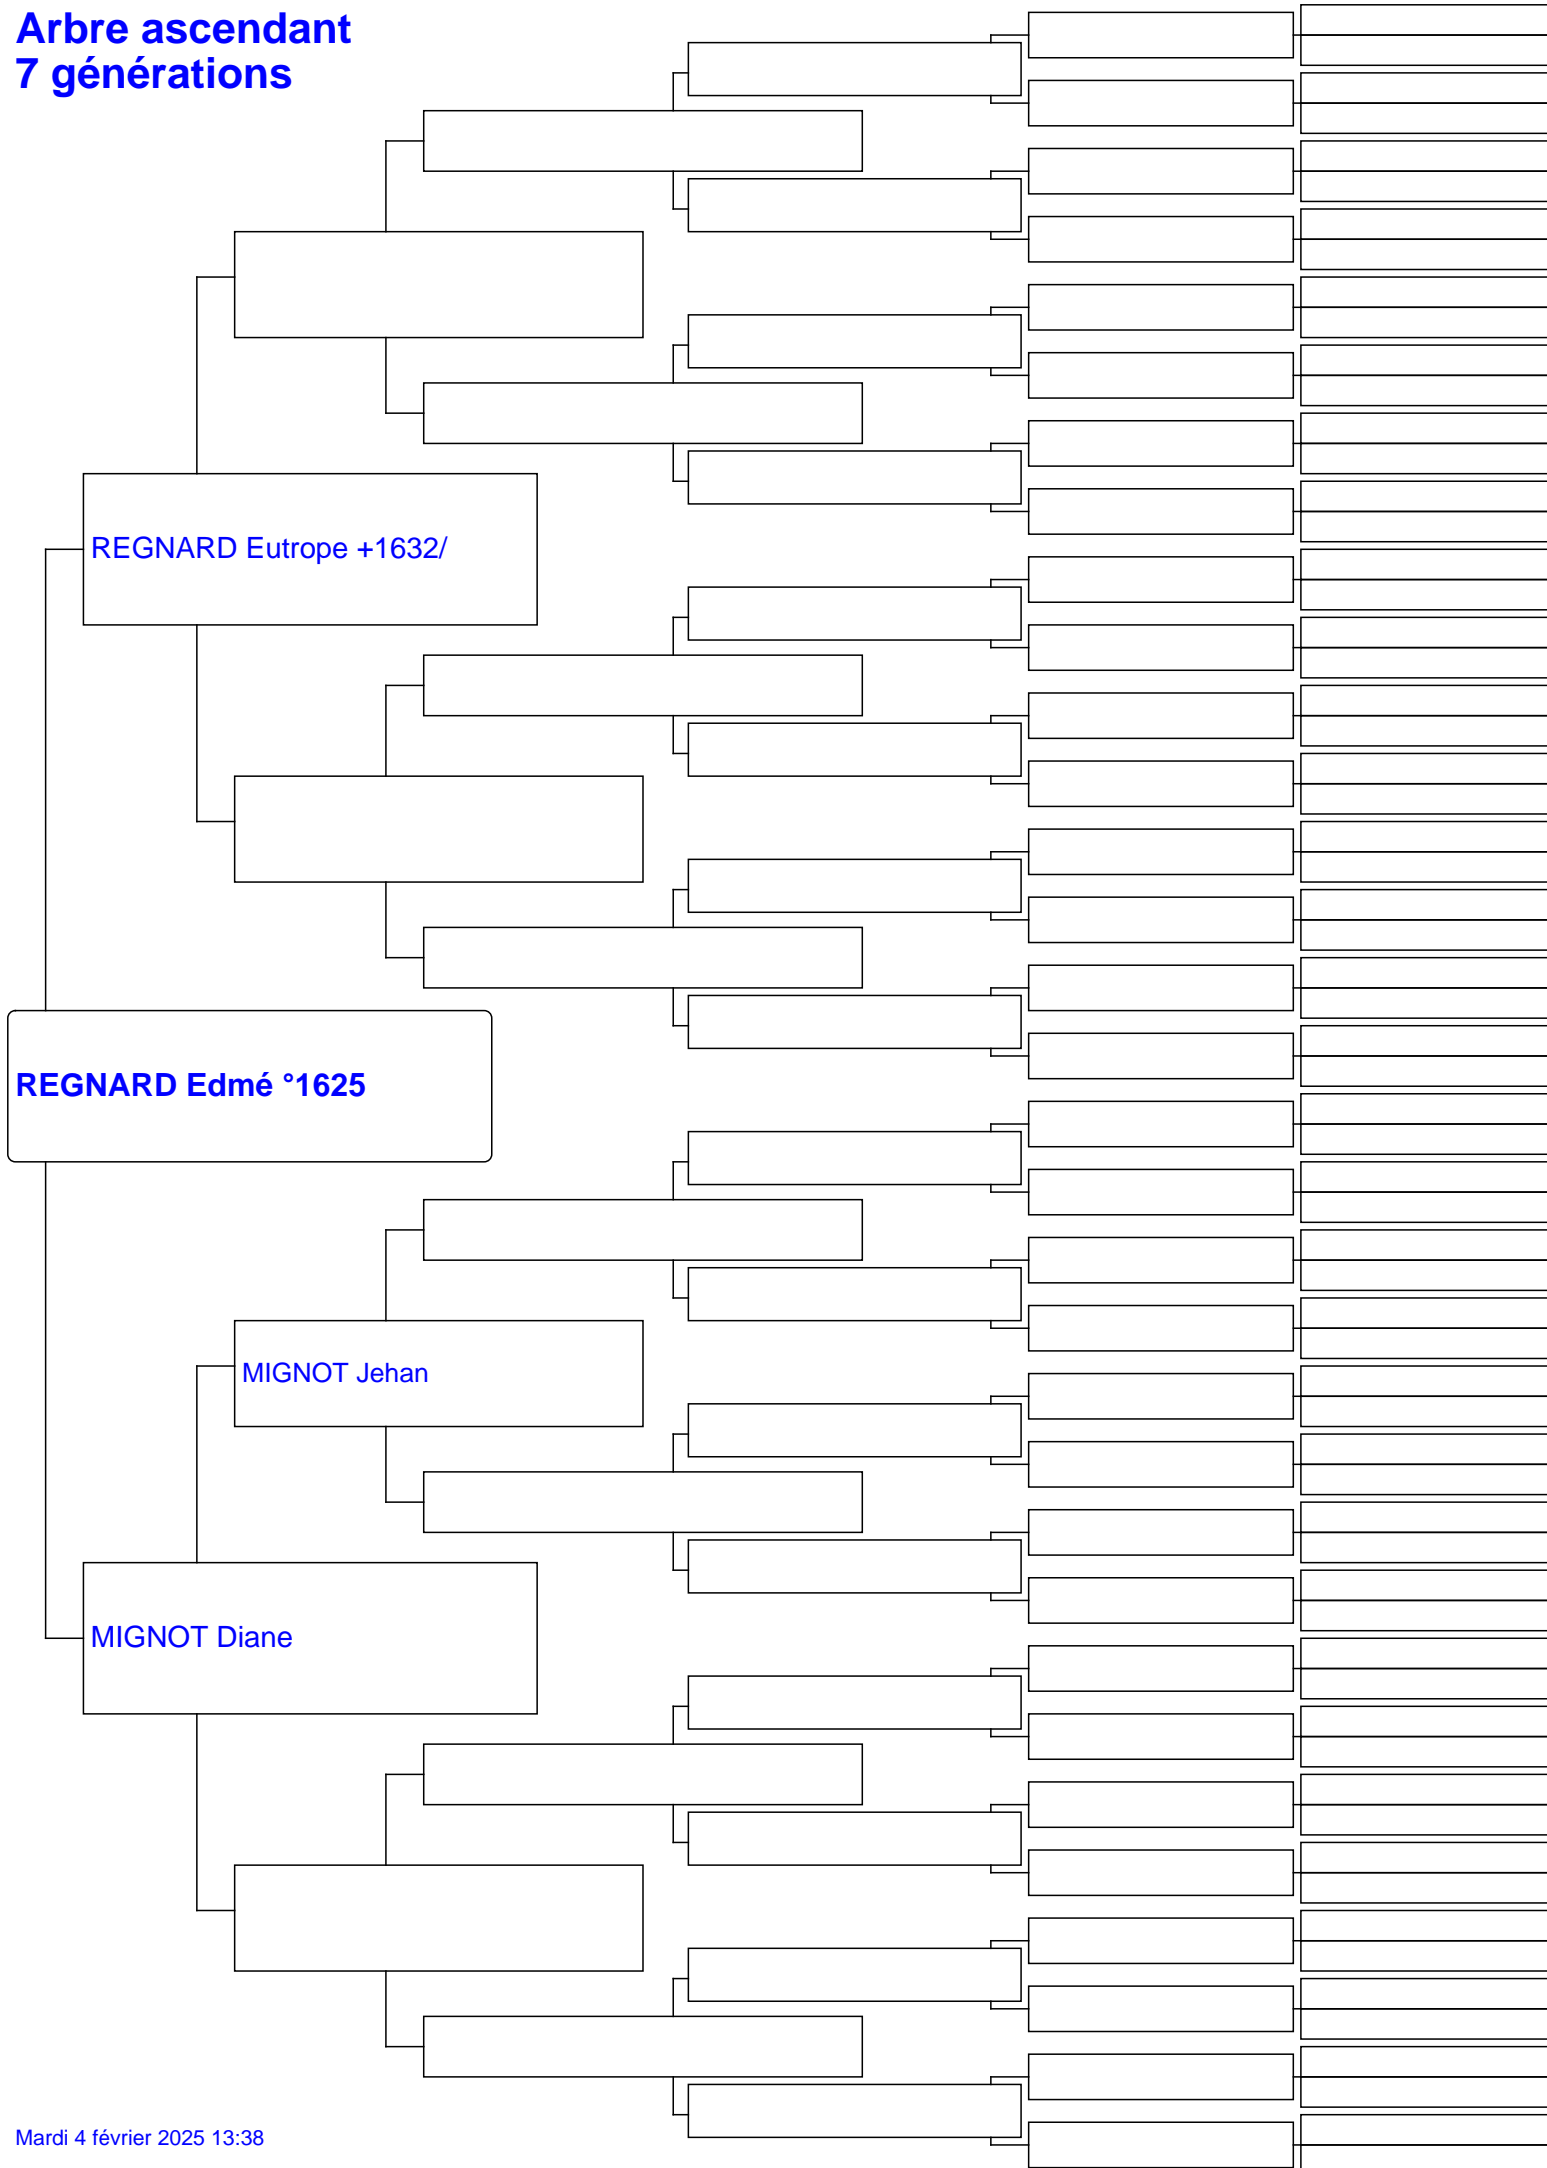 Arbre ascendant
7 générations
REGNARD Eutrope +1632/
REGNARD Edmé °1625
MIGNOT Jehan
MIGNOT Diane
Mardi 4 février 2025 13:38